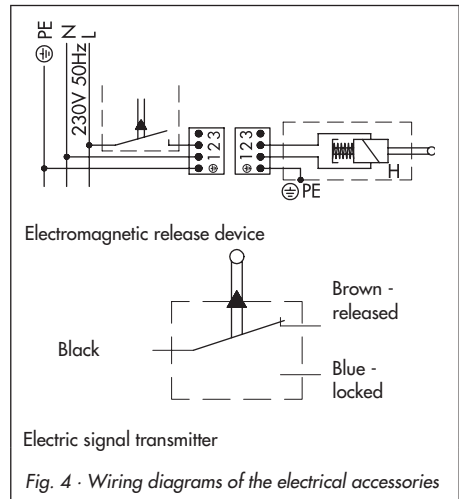 PE
N
L
230V 50Hz
3
2
1
3
2
1
H
PE
Electromagnetic release device
Brown -
released
Black
Blue -
locked
Electric signal transmitter
Fig. 4 · Wiring diagrams of the electrical accessories